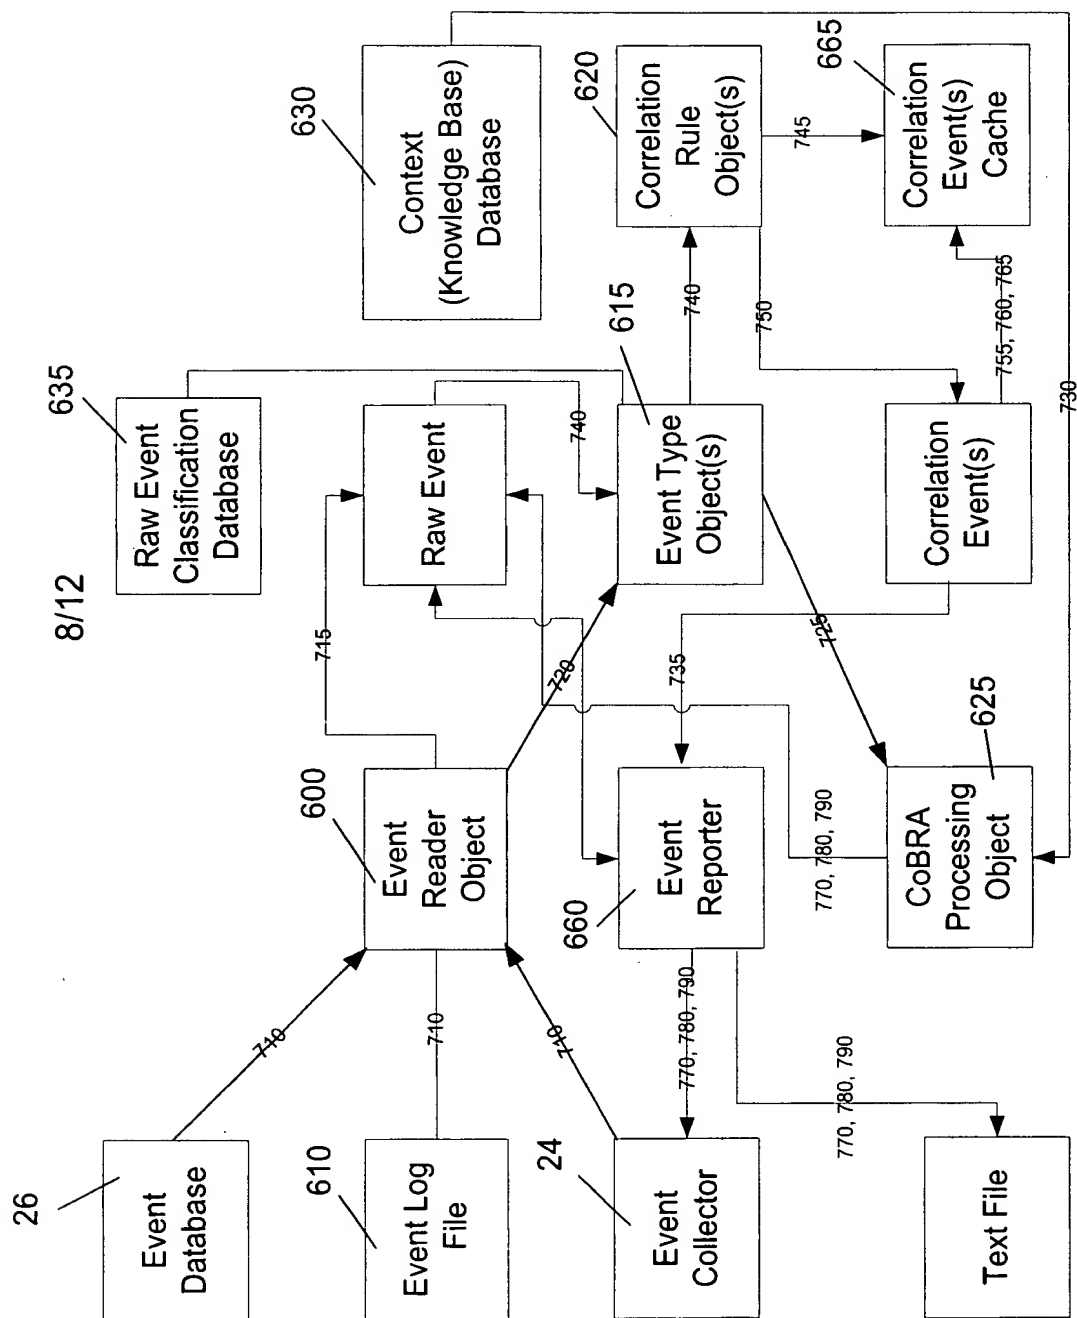 8/12
26
Event
Database
610
Event Log
File
24
Event
Collector
Text File
710
710
710
600
Event
Reader
Object
660
Event
Reporter
770, 780, 790
770, 780, 790
625
CoBRA
Processing
Object
770, 780, 790
715
720
735
725
635
Raw Event
Classification
Database
Raw Event
740
615
Event Type
Object(s)
Correlation
Event(s)
740
750
755, 760, 765
730
630
Context
(Knowledge Base)
Database
620
Correlation
Rule
Object(s)
745
665
Correlation
Event(s)
Cache